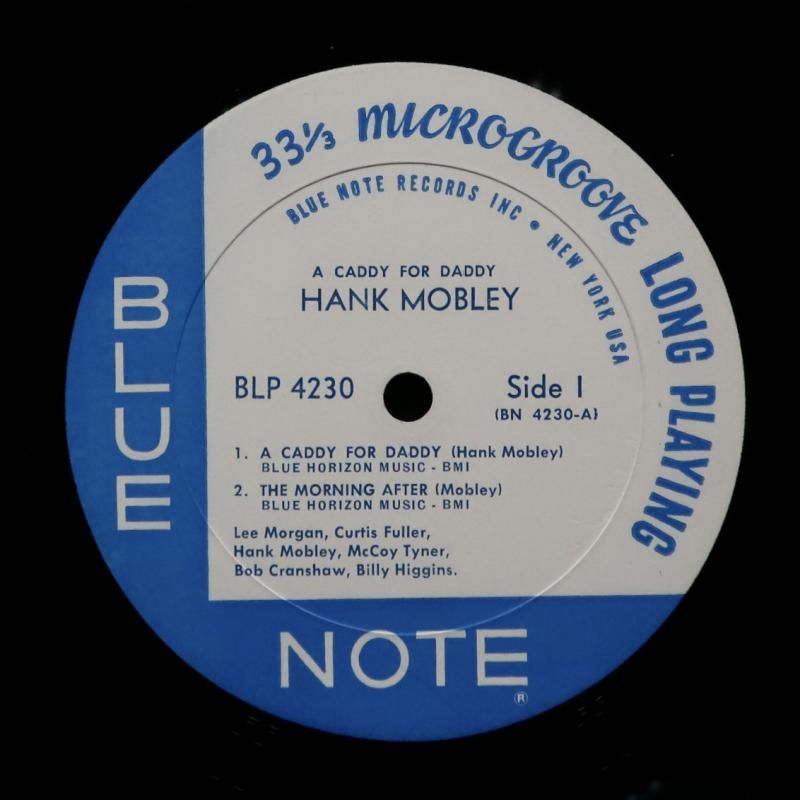 33⅓ MICROGROOVE LONG PLAYING
BLUE NOTE RECORDS INC • NEW YORK USA
A CADDY FOR DADDY
HANK MOBLEY
BLP 4230
Side 1
(BN 4230-A)
1. A CADDY FOR DADDY (Hank Mobley)
BLUE HORIZON MUSIC - BMI
2. THE MORNING AFTER (Mobley)
BLUE HORIZON MUSIC - BMI
Lee Morgan, Curtis Fuller,
Hank Mobley, McCoy Tyner,
Bob Cranshaw, Billy Higgins.
BLUE
NOTE
®